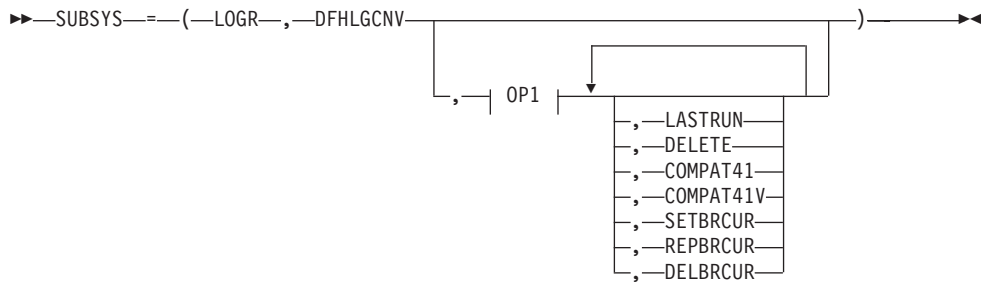 SUBSYS = ( LOGR , DFHLGCNV )
, OP1
, LASTRUN
, DELETE
, COMPAT41
, COMPAT41V
, SETBRCUR
, REPBRCUR
, DELBRCUR